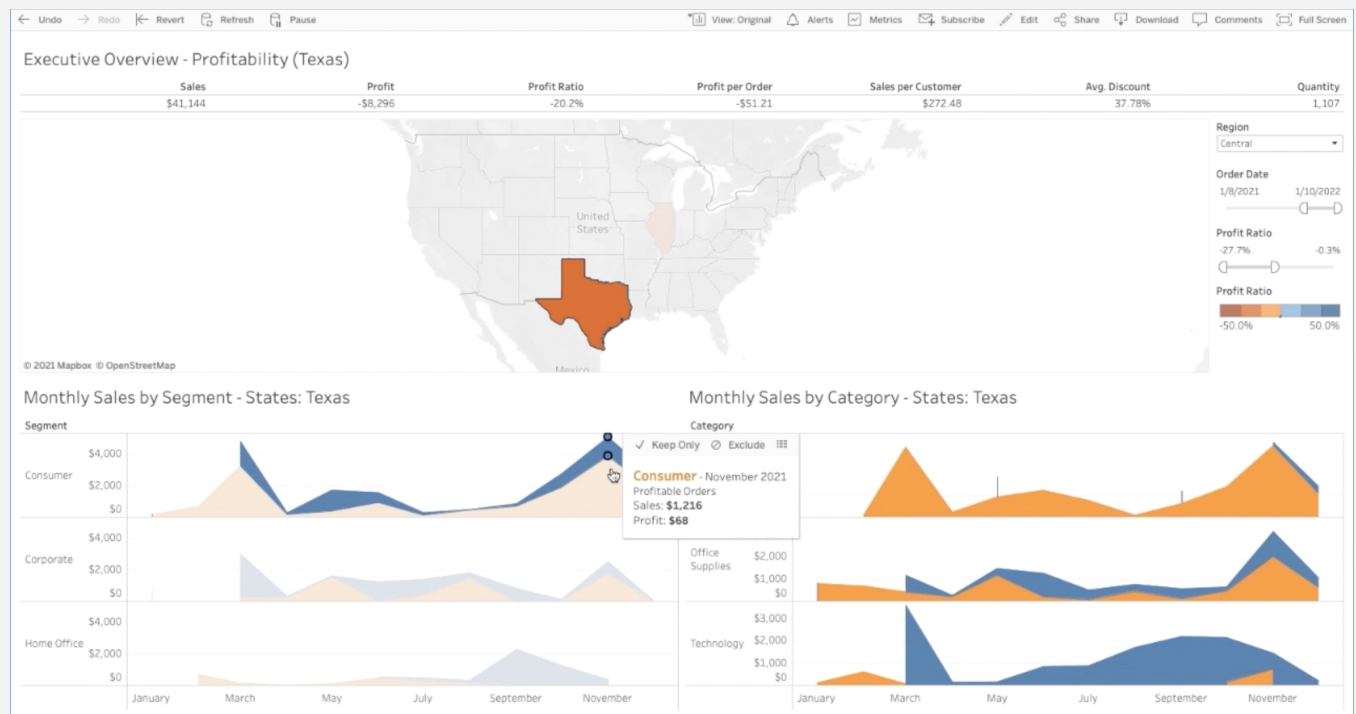 Undo Redo Revert Refresh Pause View: Original Alerts Metrics Subscribe Edit Share Download Comments Full Screen
Executive Overview - Profitability (Texas)
Sales Profit Profit Ratio Profit per Order Sales per Customer Avg. Discount Quantity
$41,144 -$8,296 -20.2% -$51.21 $272.48 37.78% 1,107
Region
Central
Order Date
1/8/2021 1/10/2022
Profit Ratio
-27.7% -0.3%
Profit Ratio
-50.0% 50.0%
United
States
Mexico
© 2021 Mapbox © OpenStreetMap
Monthly Sales by Segment - States: Texas
Segment
Consumer
$4,000
$2,000
$0
Corporate
$4,000
$2,000
$0
Home Office
$4,000
$2,000
$0
January March May July September November
Keep Only Exclude
Consumer - November 2021
Profitable Orders
Sales: $1,216
Profit: $68
Monthly Sales by Category - States: Texas
Category
Office
Supplies
$2,000
$1,000
$0
Technology
$3,000
$2,000
$1,000
$0
January March May July September November